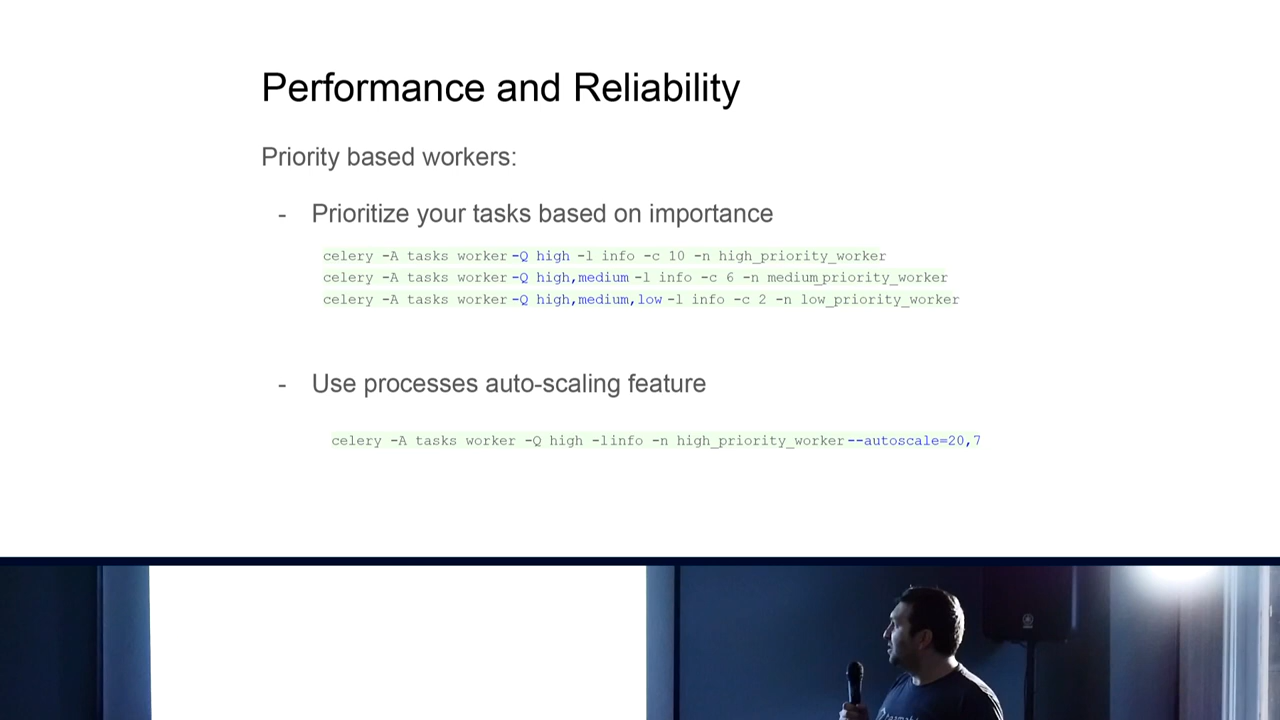 Performance and Reliability
Priority based workers:
- Prioritize your tasks based on importance
celery -A tasks worker -Q high -l info -c 10 -n high_priority_worker
celery -A tasks worker -Q high,medium -l info -c 6 -n medium_priority_worker
celery -A tasks worker -Q high,medium,low -l info -c 2 -n low_priority_worker
- Use processes auto-scaling feature
celery -A tasks worker -Q high -linfo -n high_priority_worker --autoscale=20,7